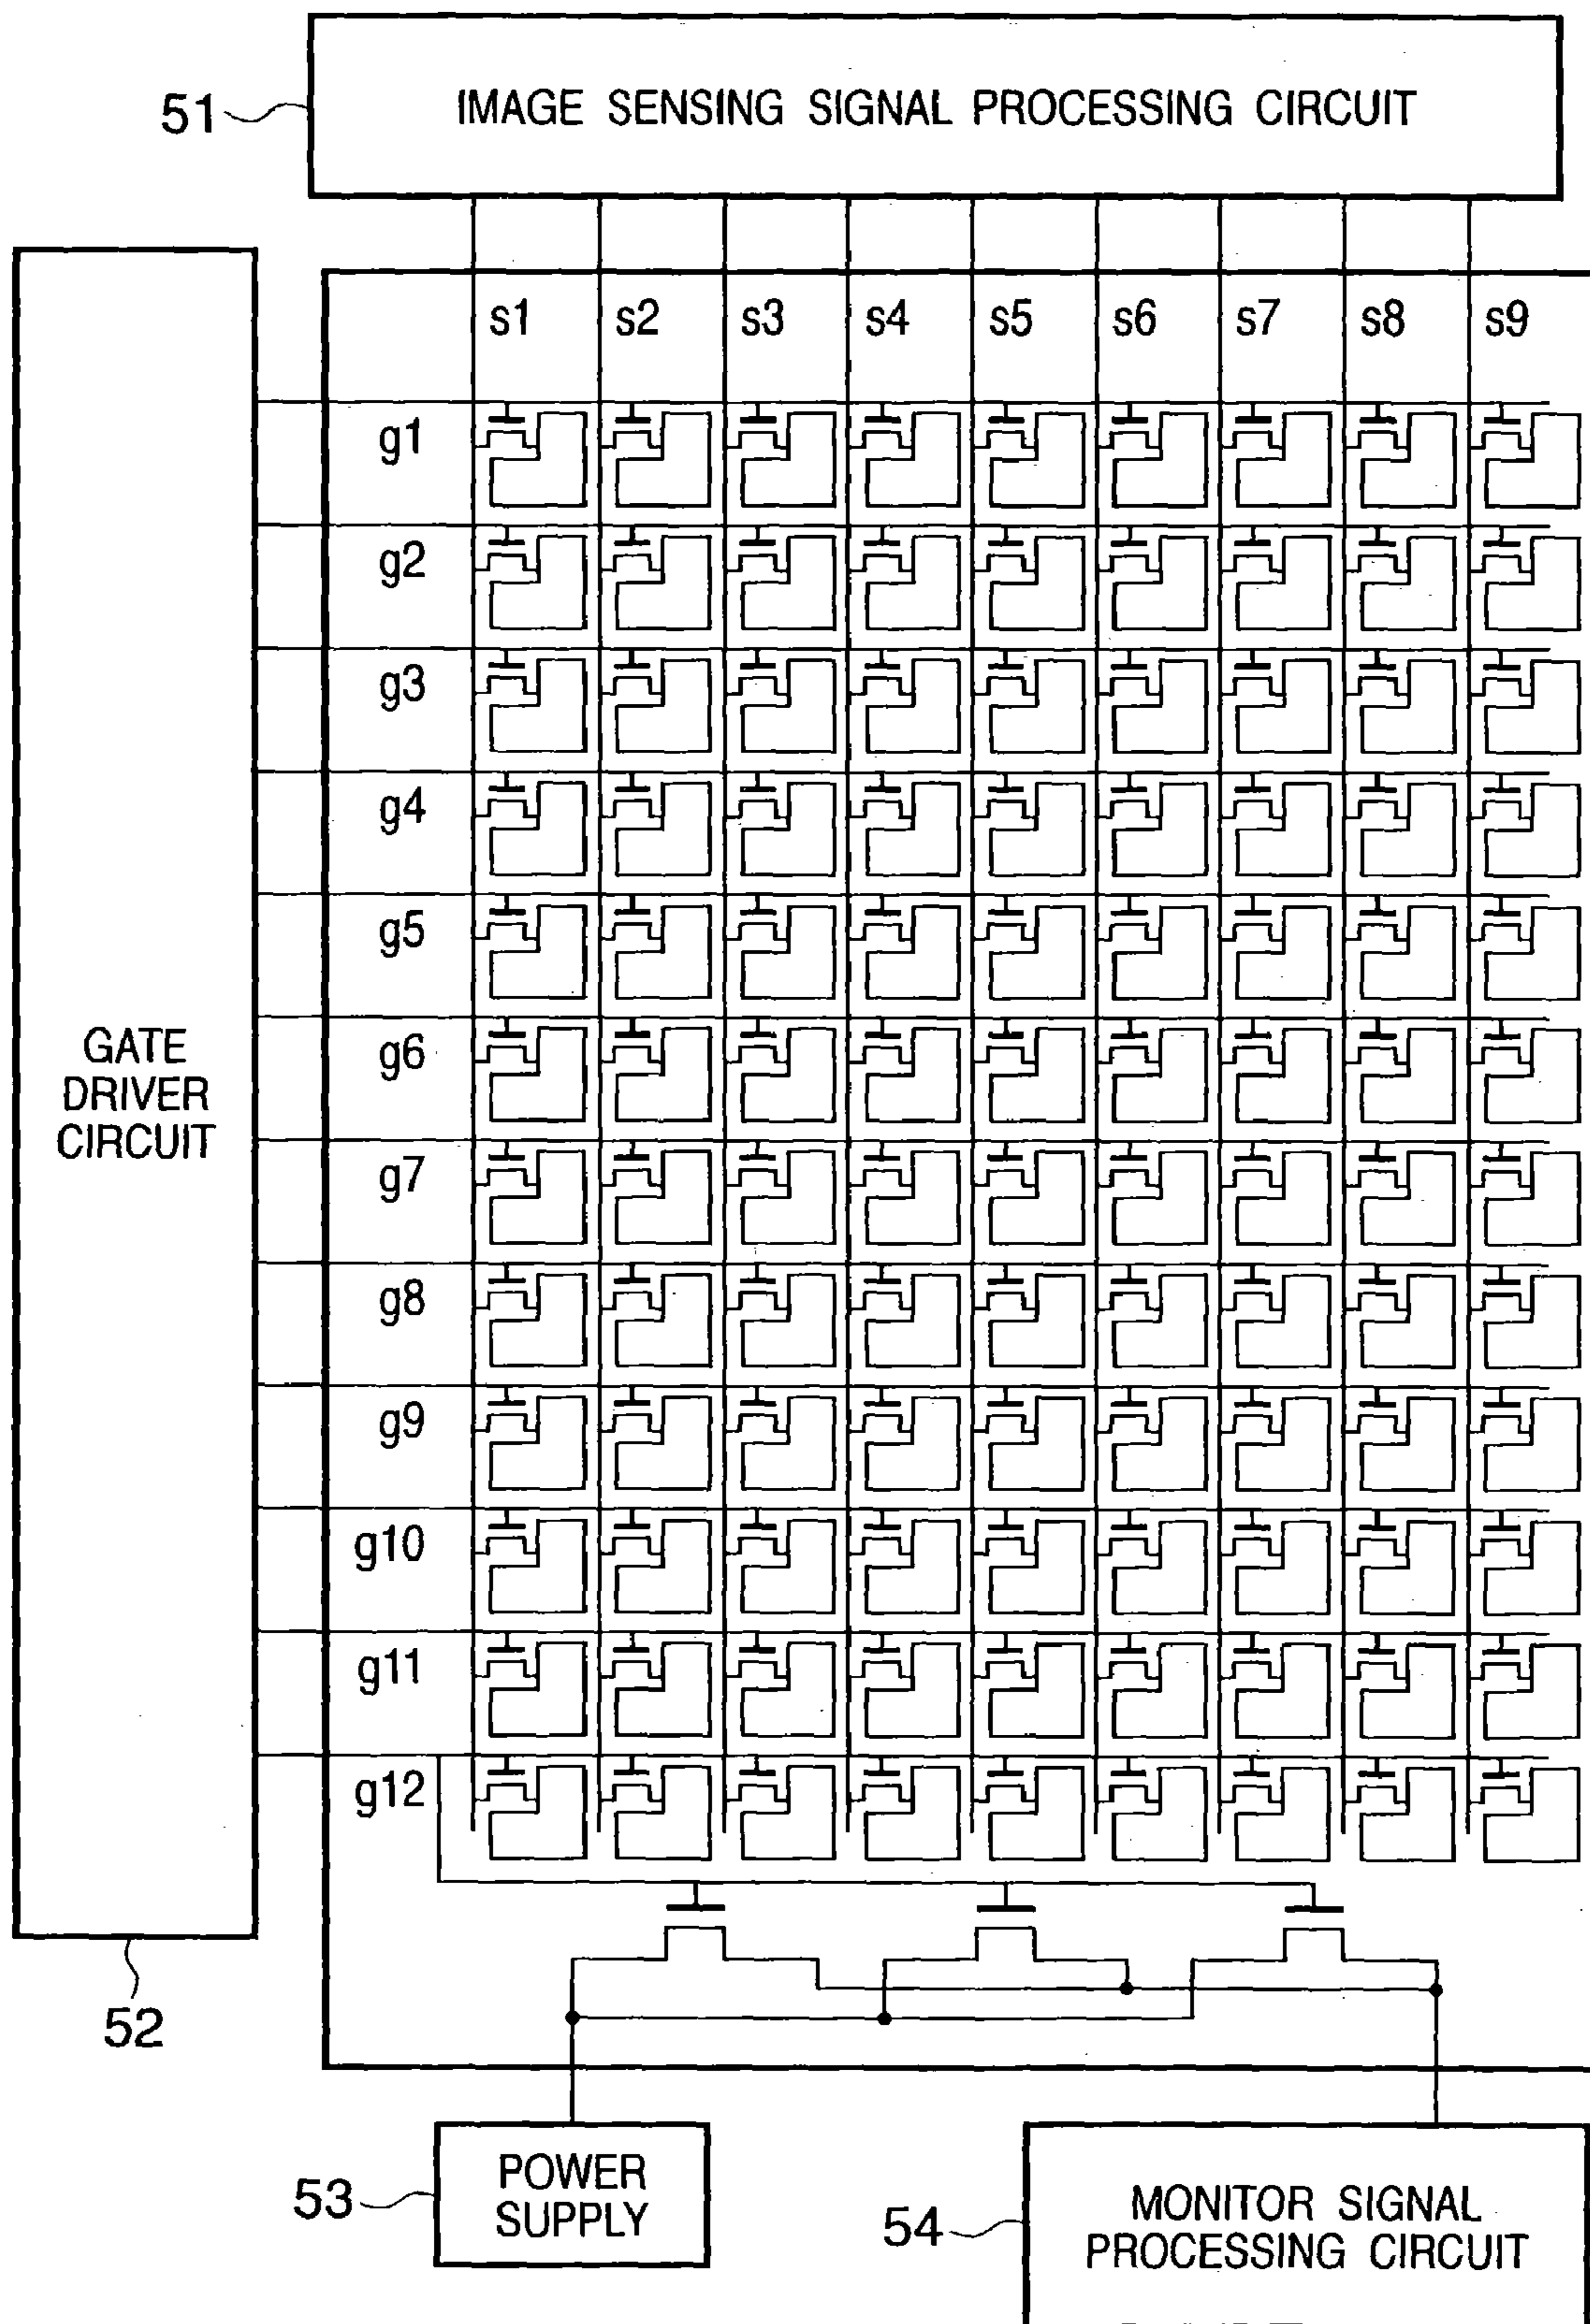 51
IMAGE SENSING SIGNAL PROCESSING CIRCUIT
s1 s2 s3 s4 s5 s6 s7 s8 s9
g1
g2
g3
g4
g5
g6
g7
g8
g9
g10
g11
g12
GATE
DRIVER
CIRCUIT
52
53
POWER
SUPPLY
54
MONITOR SIGNAL
PROCESSING CIRCUIT